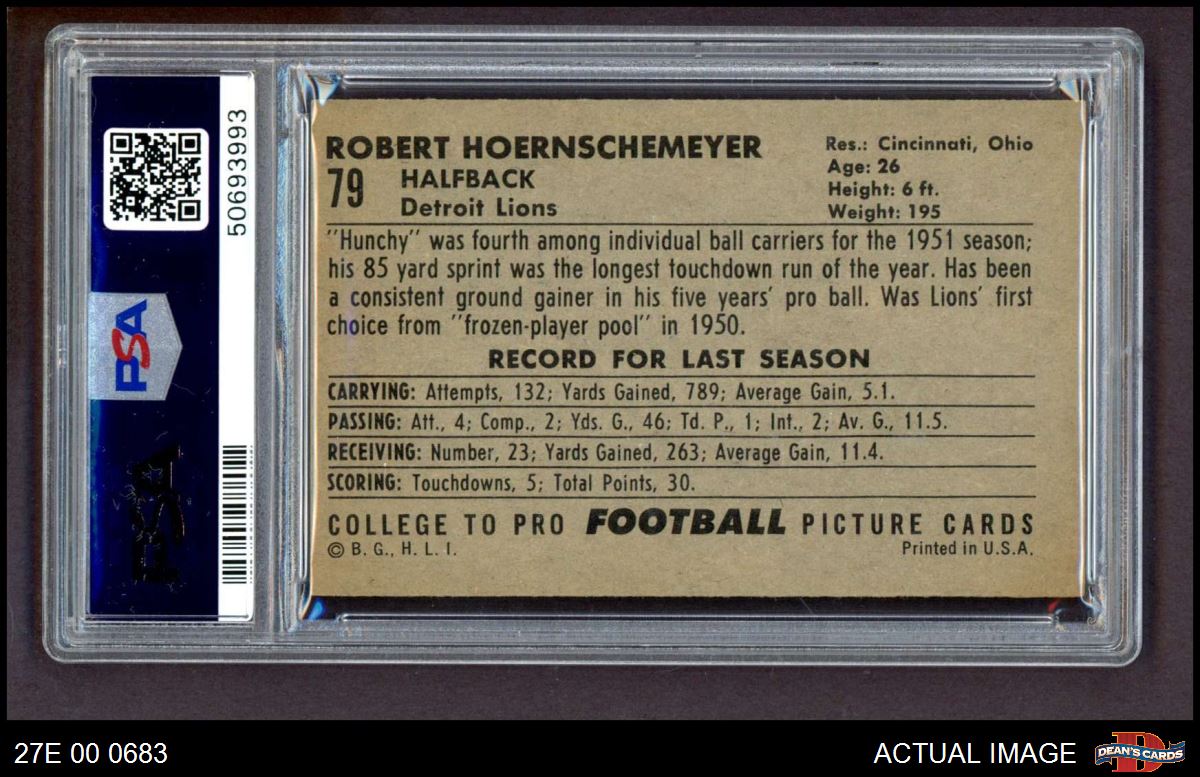 50693993
PSA
PSA
ROBERT HOERNSCHEMEYER
79
HALFBACK
Detroit Lions
Res.: Cincinnati, Ohio
Age: 26
Height: 6 ft.
Weight: 195
"Hunchy" was fourth among individual ball carriers for the 1951 season;
his 85 yard sprint was the longest touchdown run of the year. Has been
a consistent ground gainer in his five years' pro ball. Was Lions' first
choice from "frozen-player pool" in 1950.
RECORD FOR LAST SEASON
CARRYING: Attempts, 132; Yards Gained, 789; Average Gain, 5.1.
PASSING: Att., 4; Comp., 2; Yds. G., 46; Td. P., 1; Int., 2; Av. G., 11.5.
RECEIVING: Number, 23; Yards Gained, 263; Average Gain, 11.4.
SCORING: Touchdowns, 5; Total Points, 30.
COLLEGE TO PRO FOOTBALL PICTURE CARDS
© B. G., H. L. I.
Printed in U.S.A.
27E 00 0683
ACTUAL IMAGE
DEAN'S CARDS